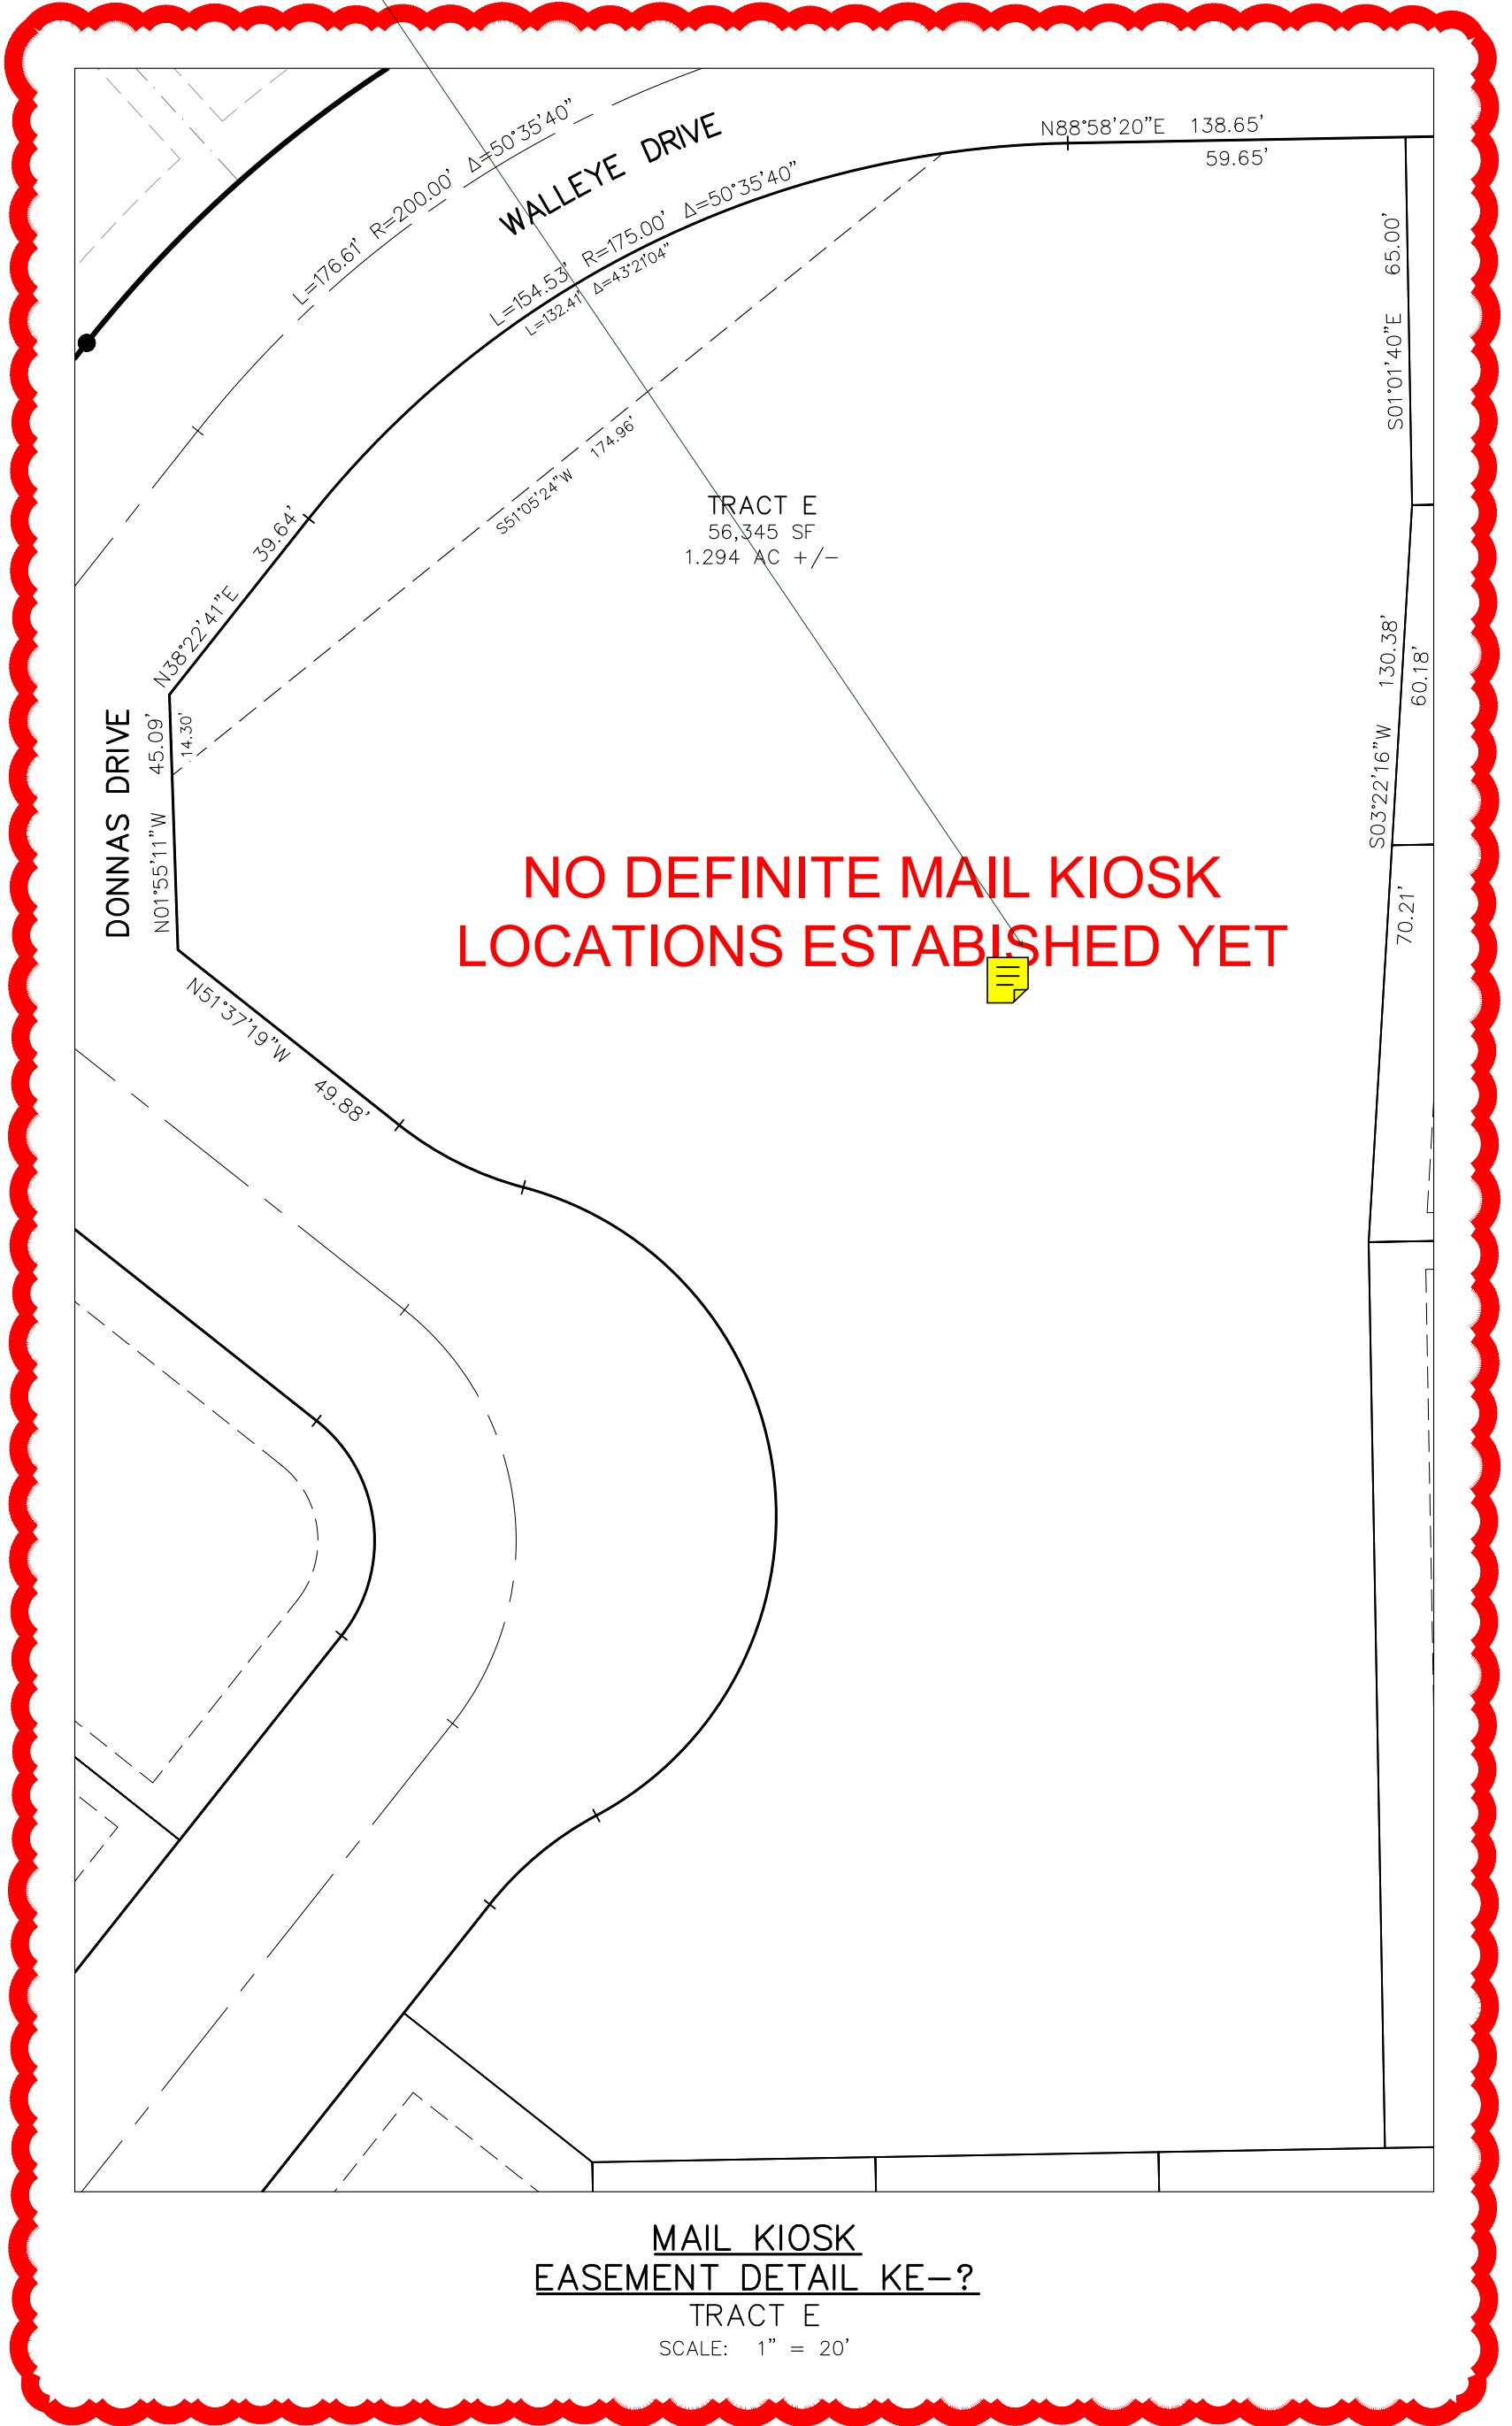 N88°58'20"E 138.65'
59.65'
L=176.61' R=200.00' Δ=50°35'40"
WALLEYE DRIVE
L=154.53' R=175.00' Δ=50°35'40"
L=132.41' Δ=43°21'04"
S01°01'40"E 65.00'
S51°05'24"W 174.96'
TRACT E
56,345 SF
1.294 AC +/-
N38°22'41"E 39.64'
S03°22'16"W 130.38'
60.18'
DONNAS DRIVE
N01°55'11"W 45.09'
14.30'
NO DEFINITE MAIL KIOSK
LOCATIONS ESTABISHED YET
70.21'
N51°37'19"W 49.88'
MAIL KIOSK
EASEMENT DETAIL KE-?
TRACT E
SCALE: 1" = 20'